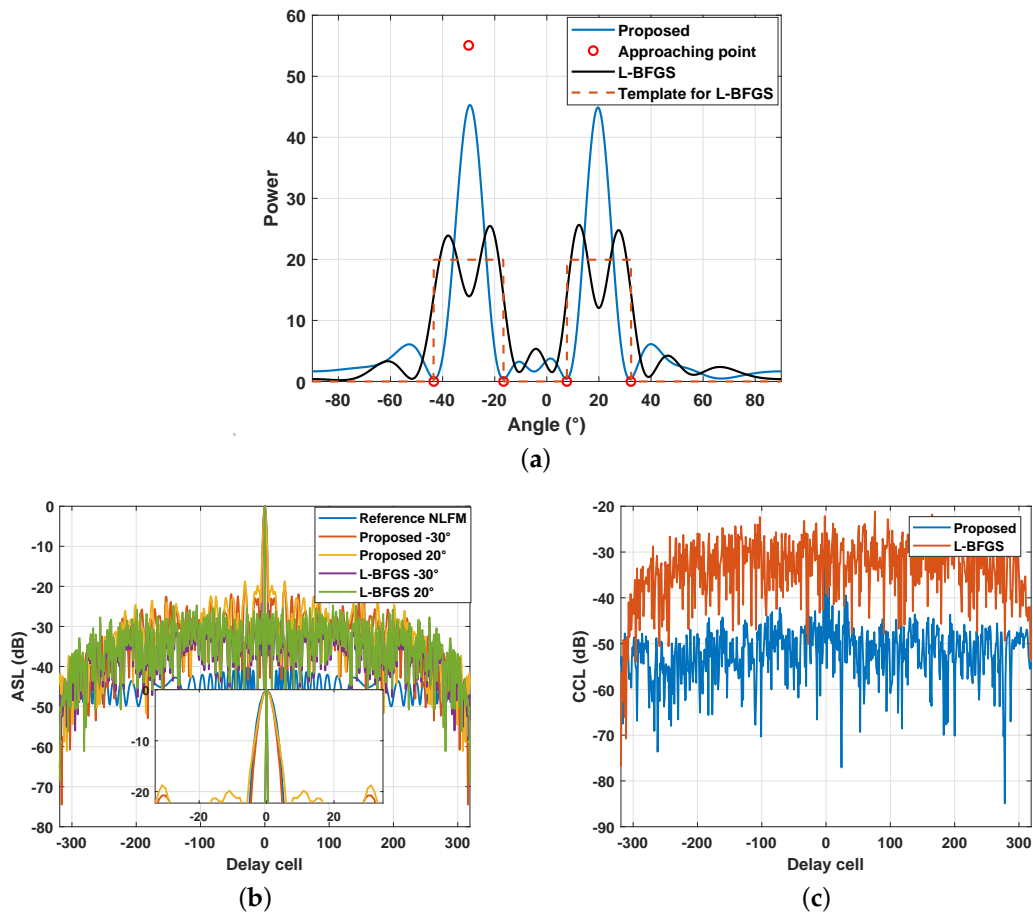 60
50
40
30
20
10
0
Power
Proposed
Approaching point
L-BFGS
Template for L-BFGS
-80 -60 -40 -20 0 20 40 60 80
Angle (°)
(a)
0
-10
-20
-30
-40
-50
-60
-70
-80
ASL (dB)
Reference NLFM
Proposed -30°
Proposed 20°
L-BFGS -30°
L-BFGS 20°
0
-10
-20
-20 0 20
-300 -200 -100 0 100 200 300
Delay cell
(b)
-20
-30
-40
-50
-60
-70
-80
-90
CCL (dB)
Proposed
L-BFGS
-300 -200 -100 0 100 200 300
Delay cell
(c)